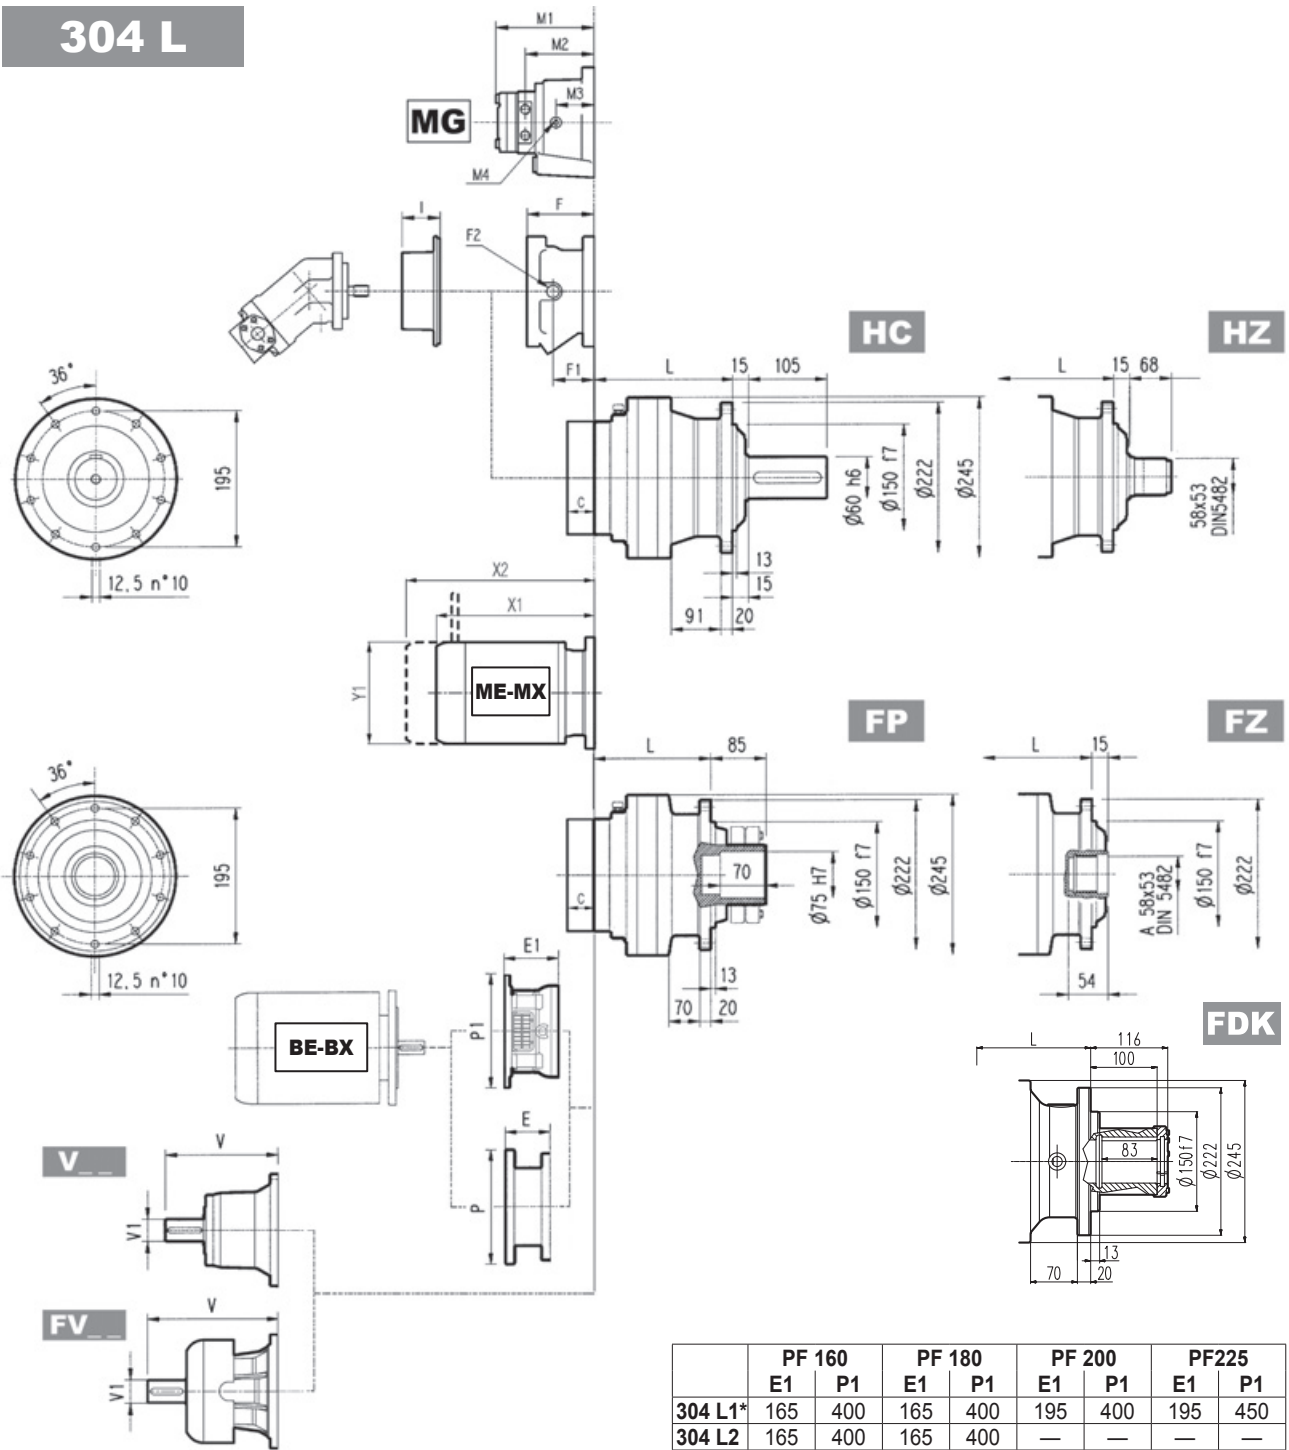 304 L
M1
M2
M3
MG
M4
I
F
F2
HC
HZ
F1
L
15
105
L
15
68
36°
195
12,5 n°10
C
Ø60 h6
Ø150 f7
Ø222
Ø245
58x53
DIN5482
13
15
91
20
X2
X1
Y1
ME-MX
FP
FZ
L
85
L
15
36°
195
12,5 n°10
C
70
Ø75 H7
Ø150 f7
Ø222
Ø245
A 58x53
DIN 5482
Ø150 f7
Ø222
13
70
20
54
E1
P1
BE-BX
FDK
L
116
100
83
Ø150f7
Ø222
Ø245
13
70
20
E
P
V_ _
V
V1
FV_ _
V
V1
PF 160 PF 180 PF 200 PF225
E1 P1 E1 P1 E1 P1 E1 P1
304 L1* 165 400 165 400 195 400 195 450
304 L2 165 400 165 400 — — — —